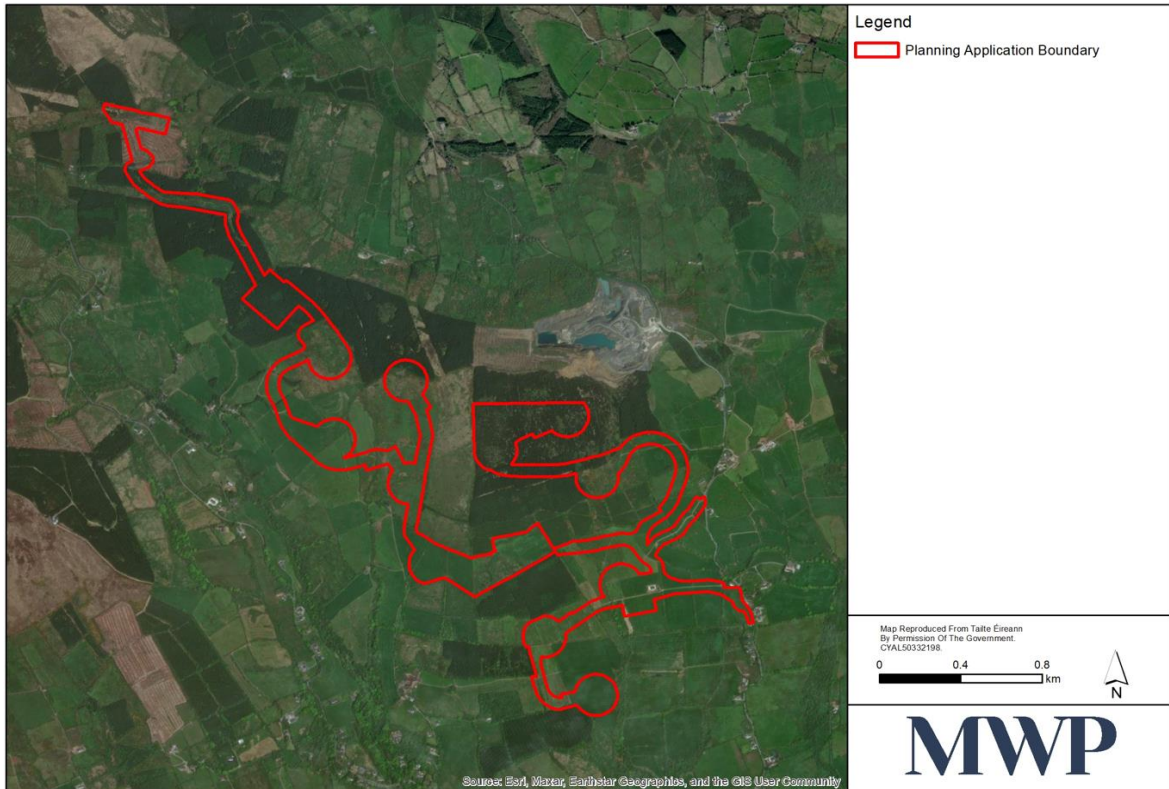 Legend
Planning Application Boundary
Map Reproduced From Tailte Éireann
By Permission Of The Government.
CYAL50332198.
0 0.4 0.8
km
N
MWP
Source: Esri, Maxar, Earthstar Geographics, and the GIS User Community